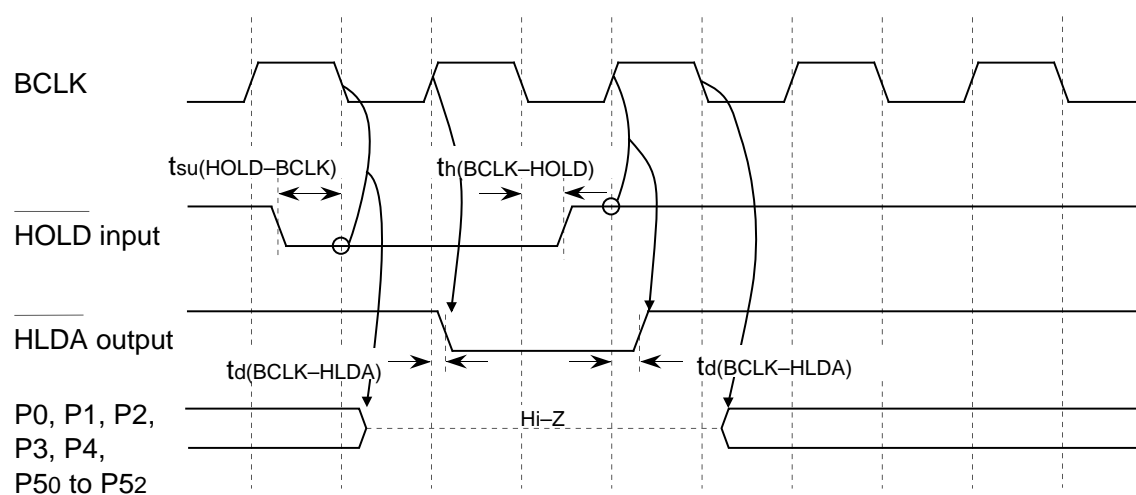 BCLK
tsu(HOLD–BCLK)
th(BCLK–HOLD)
HOLD input
HLDA output
td(BCLK–HLDA)
td(BCLK–HLDA)
P0, P1, P2,
P3, P4,
P50 to P52
Hi–Z